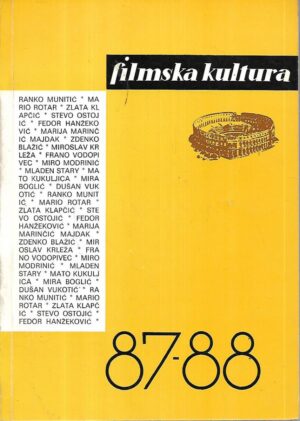 filmska kultura
RANKO MUNITIĆ * MA
RIO ROTAR * ZLATA KL
APČIĆ * STEVO OSTOJ
IĆ * FEDOR HANŽEKO
VIĆ * MARIJA MARINČ
IĆ MAJDAK * ZDENKO
BLAŽIĆ * MIROSLAV KR
LEŽA * FRANO VODOPI
VEC * MIRO MODRINIĆ
* MLADEN STARY * MA
TO KUKULJICA * MIRA
BOGLIĆ * DUŠAN VUK
OTIĆ * RANKO MUNIT
IĆ * MARIO ROTAR *
ZLATA KLAPČIĆ * STE
VO OSTOJIĆ * FEDOR
HANŽEKOVIĆ * MARIJA
MARINČIĆ MAJDAK *
ZDENKO BLAŽIĆ * MIR
OSLAV KRLEŽA * FRA
NO VODOPIVEC * MIRO
MODRINIĆ * MLADEN
STARY * MATO KUKULJ
ICA * MIRA BOGLIĆ *
DUŠAN VUKOTIĆ * RA
NKO MUNITIĆ * MARIO
ROTAR * ZLATA KLAPČ
IĆ * STEVO OSTOJIĆ *
FEDOR HANŽEKOVIĆ *
87-88